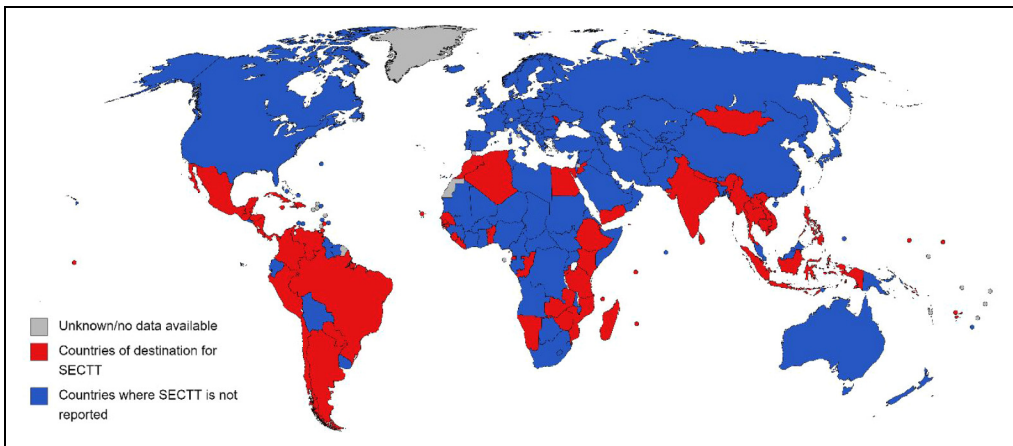 Unknown/no data available
Countries of destination for
SECTT
Countries where SECTT is not
reported